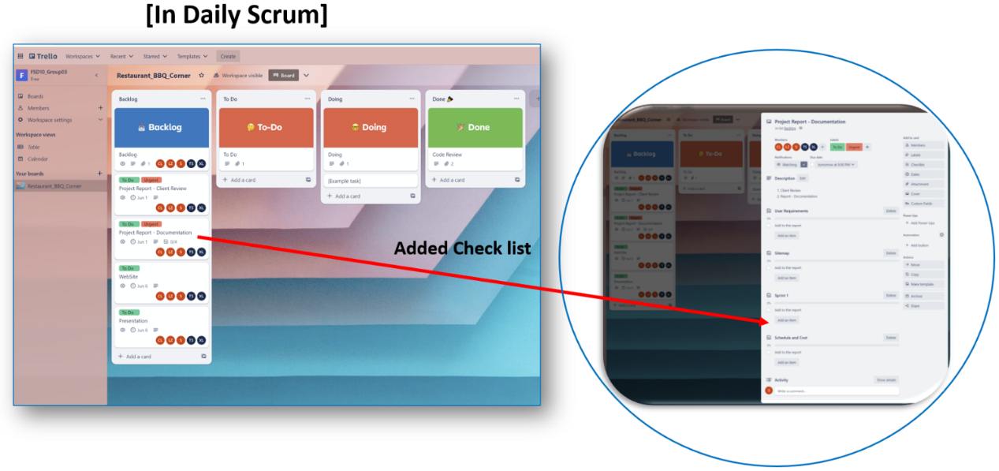 [In Daily Scrum]
Trello Workspaces Recent Starred Templates Create
F FSD10_Group03
Free
Restaurant_BBQ_Corner Workspace visible Board
Boards
Members +
Workspace settings
Workspace views
Table
Calendar
Your boards +
Restaurant_BBQ_Corner
Backlog ...
Backlog
Backlog
1
CL LZ S TS XL
To Do Urgent
Project Report - Client Review
Jun 1
CL LZ S TS XL
To Do Urgent
Project Report - Documentation
Jun 1 0/4
CL LZ S TS XL
To Do
WebSite
Jun 6
CL LZ S TS XL
To Do
Presentation
Jun 6
CL LZ S TS XL
+ Add a card
To Do ...
To-Do
To Do
1
+ Add a card
Doing ...
Doing
Doing
1
[Example task]
+ Add a card
Done ...
Done
Code Review
2
+ Add a card
Added Check list
Project Report - Documentation
in list Backlog
Members Labels
CL LZ S TS XL + To Do Urgent +
Notifications Due date
Watching tomorrow at 5:00 PM
Description Edit
1. Client Review
2. Report - Documentation
User Requirements Delete
0%
Add to the report
Add an item
Sitemap Delete
0%
Add to the report
Add an item
Sprint 1 Delete
0%
Add to the report
Add an item
Schedule and Cost Delete
0%
Add to the report
Add an item
Activity Show details
S Write a comment...
Add to card
Members
Labels
Checklist
Dates
Attachment
Cover
Custom Fields
Power-Ups
+ Add Power-Ups
Automation
+ Add button
Actions
Move
Copy
Make template
Archive
Share